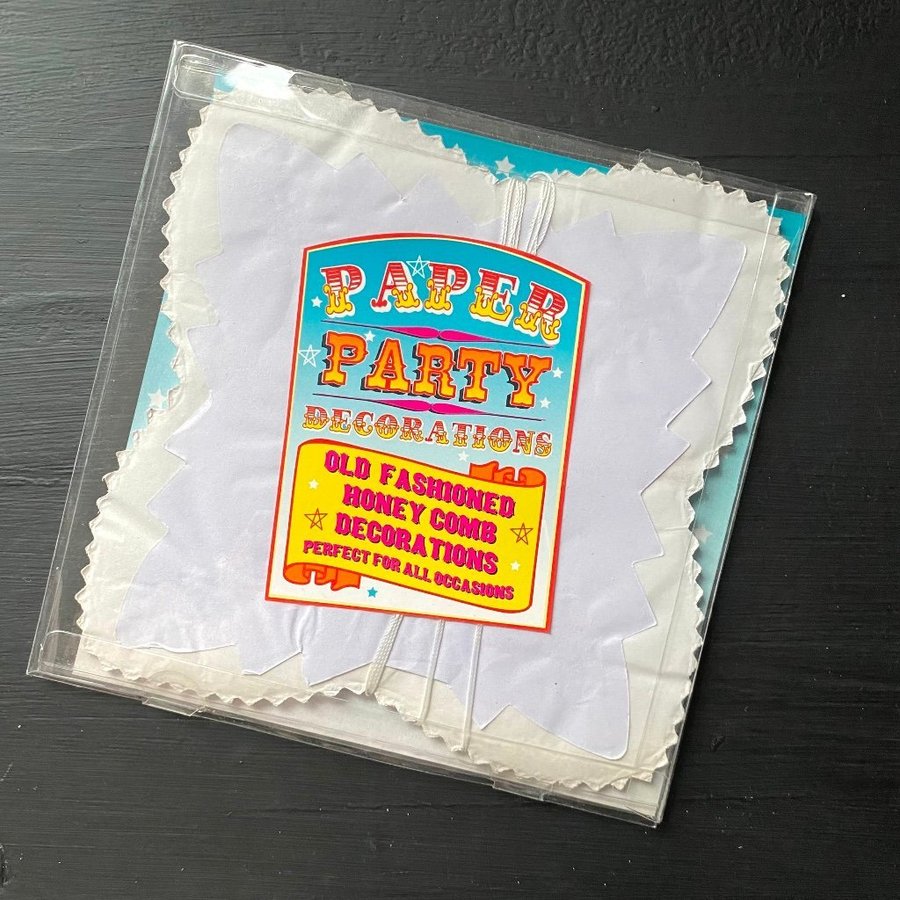 PAPER
PARTY
DECORATIONS
OLD FASHIONED
HONEY COMB
DECORATIONS
PERFECT FOR ALL OCCASIONS